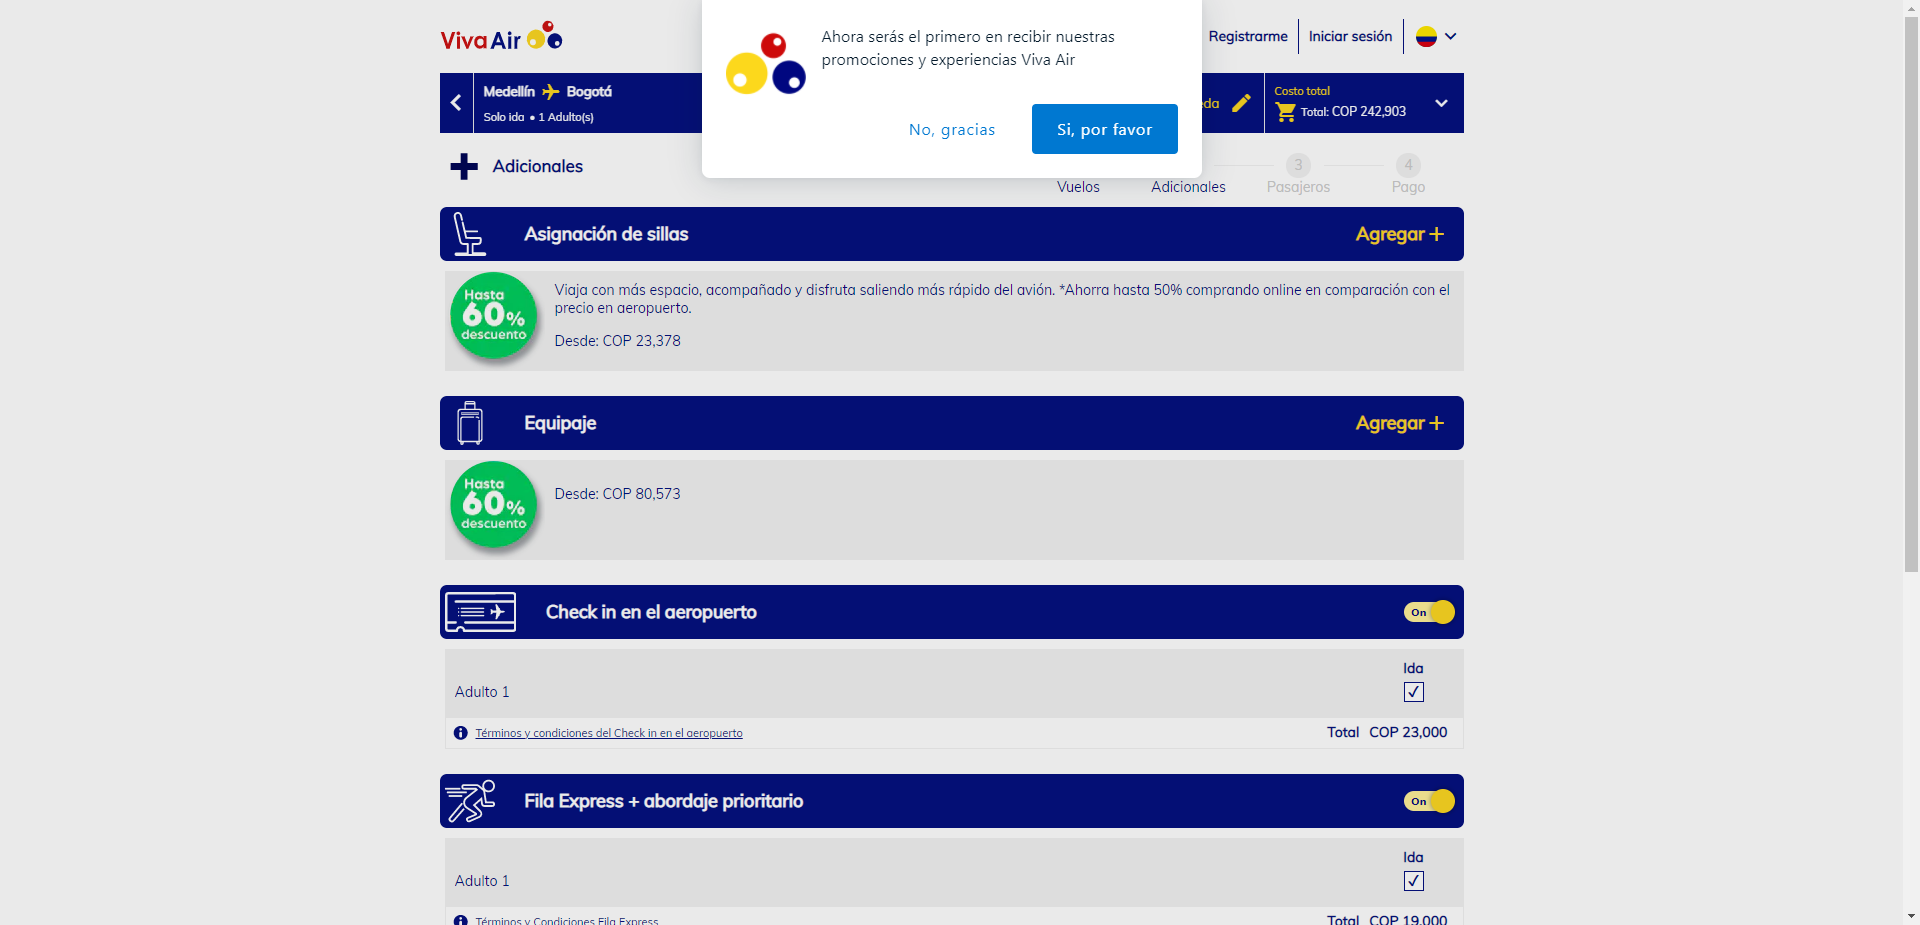 Viva Air
Ahora serás el primero en recibir nuestras
promociones y experiencias Viva Air
No, gracias
Si, por favor
Registrarme
Iniciar sesión
Medellín Bogotá
Solo ida • 1 Adulto(s)
Costo total
Total: COP 242,903
Adicionales
3
4
Vuelos
Adicionales
Pasajeros
Pago
Asignación de sillas
Agregar +
Hasta
60%
descuento
Viaja con más espacio, acompañado y disfruta saliendo más rápido del avión. *Ahorra hasta 50% comprando online en comparación con el
precio en aeropuerto.
Desde: COP 23,378
Equipaje
Agregar +
Hasta
60%
descuento
Desde: COP 80,573
Check in en el aeropuerto
On
Ida
Adulto 1
Términos y condiciones del Check in en el aeropuerto
Total COP 23,000
Fila Express + abordaje prioritario
On
Ida
Adulto 1
Términos y Condiciones Fila Express
Total COP 19,000